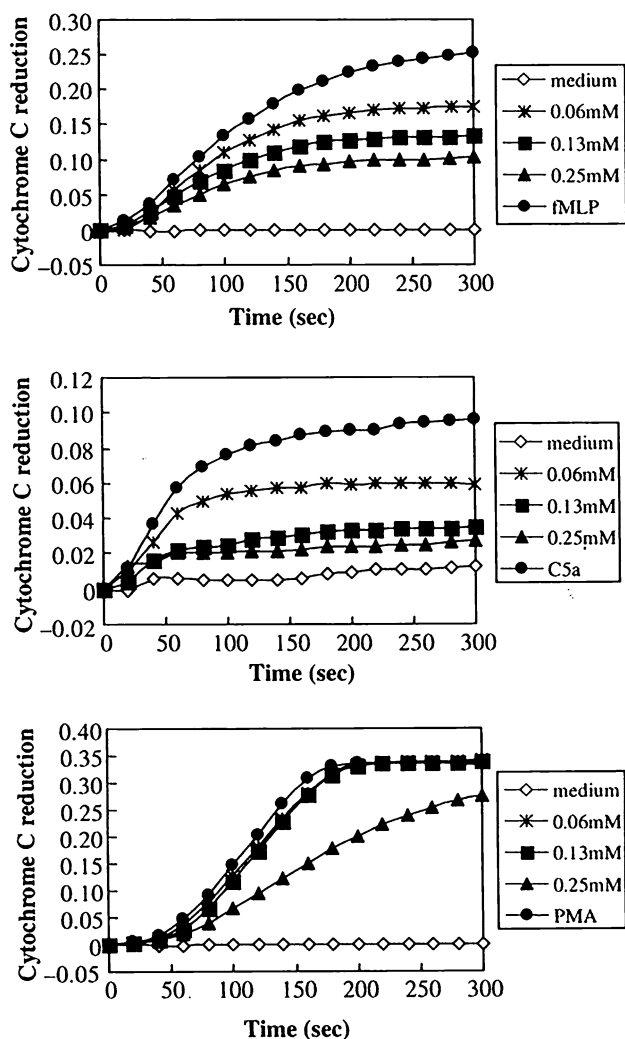 Cytochrome C reduction
0.30
0.25
0.20
0.15
0.10
0.05
0
−0.05
0 50 100 150 200 250 300
Time (sec)
medium
0.06mM
0.13mM
0.25mM
fMLP
Cytochrome C reduction
0.12
0.10
0.08
0.06
0.04
0.02
0
−0.02
0 50 100 150 200 250 300
Time (sec)
medium
0.06mM
0.13mM
0.25mM
C5a
Cytochrome C reduction
0.40
0.35
0.30
0.25
0.20
0.15
0.10
0.05
0
−0.05
0 50 100 150 200 250 300
Time (sec)
medium
0.06mM
0.13mM
0.25mM
PMA